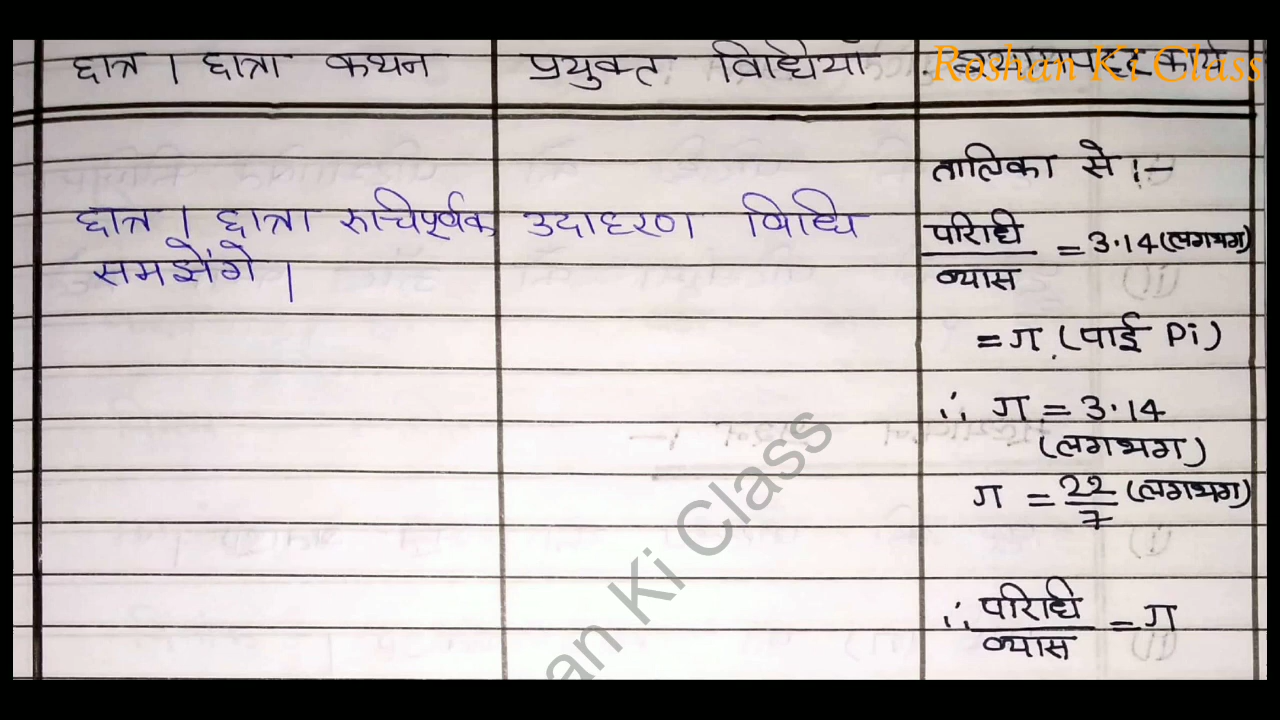 छात्र / छात्रा कथन प्रयुक्त विधियाँ
Roshan Ki Class
तालिका से :-
छात्र / छात्रा रुचिपूर्वक उदाहरण विधि
समझेंगे।
परिधि / व्यास = 3.14 (लगभग)
= π (पाई Pi)
∴ π = 3.14
(लगभग)
π = 22/7 (लगभग)
∴ परिधि / व्यास = π
an Ki Class